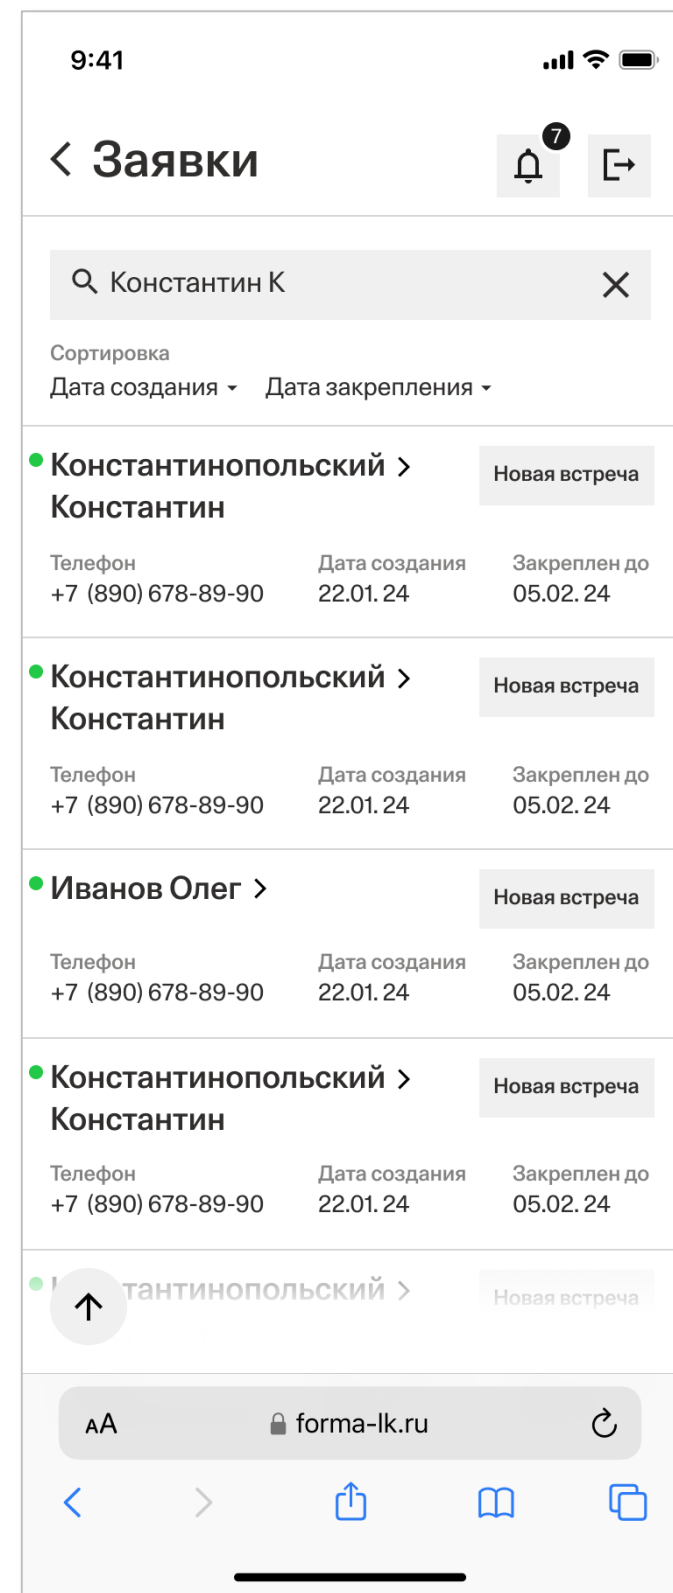 9:41
Заявки
7
Константин К
Сортировка
Дата создания Дата закрепления
Константинопольский
Константин
Новая встреча
Телефон Дата создания Закреплен до
+7 (890) 678-89-90 22.01. 24 05.02. 24
Константинопольский
Константин
Новая встреча
Телефон Дата создания Закреплен до
+7 (890) 678-89-90 22.01. 24 05.02. 24
Иванов Олег
Новая встреча
Телефон Дата создания Закреплен до
+7 (890) 678-89-90 22.01. 24 05.02. 24
Константинопольский
Константин
Новая встреча
Телефон Дата создания Закреплен до
+7 (890) 678-89-90 22.01. 24 05.02. 24
тантинопольский
Новая встреча
AA forma-lk.ru